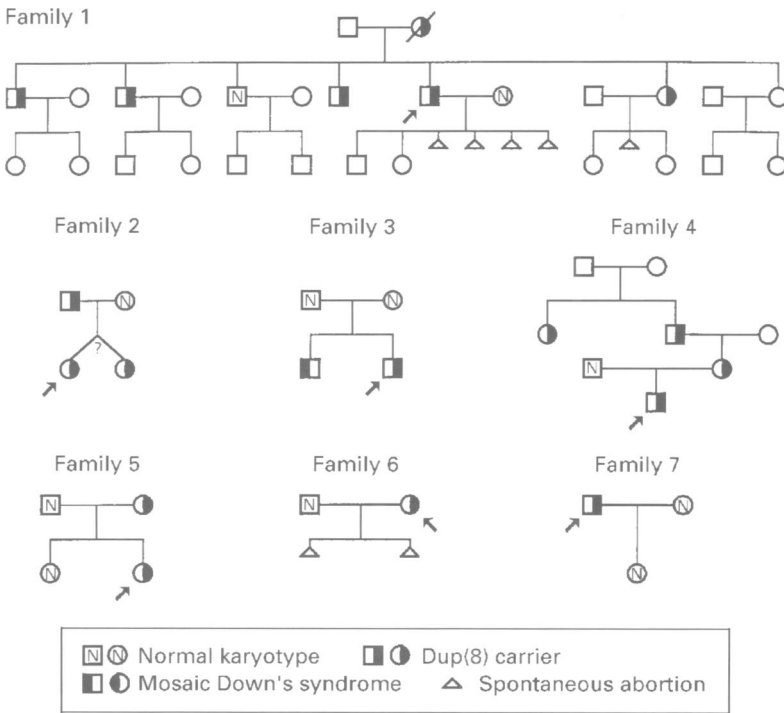 Family 1
N
N
Family 2
Family 3
Family 4
N
N
N
?
N
Family 5
Family 6
Family 7
N
N
N
N
N
N N Normal karyotype Dup(8) carrier
Mosaic Down's syndrome Spontaneous abortion